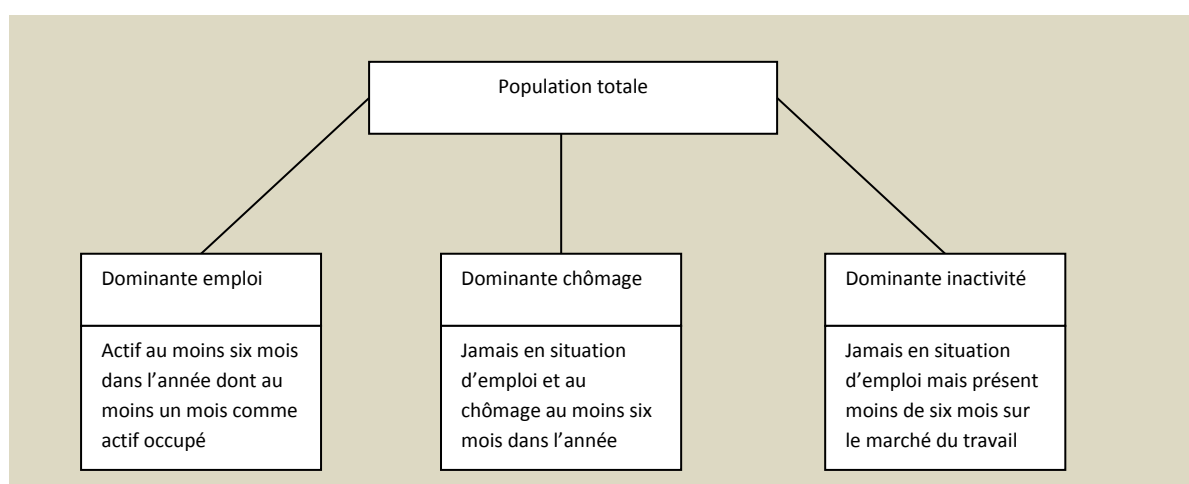 Population totale
Dominante emploi
Actif au moins six mois
dans l’année dont au
moins un mois comme
actif occupé
Dominante chômage
Jamais en situation
d’emploi et au
chômage au moins six
mois dans l’année
Dominante inactivité
Jamais en situation
d’emploi mais présent
moins de six mois sur
le marché du travail